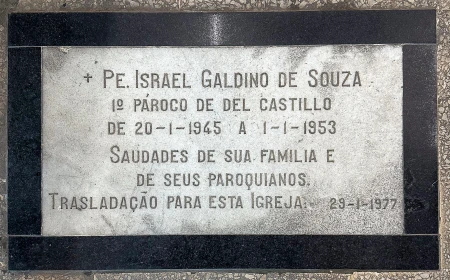 + PE. ISRAEL GALDINO DE SOUZA
1º PÁROCO DE DEL CASTILLO
DE 20-1-1945 A 1-1-1953
SAUDADES DE SUA FAMILIA E
DE SEUS PAROQUIANOS.
TRASLADAÇÃO PARA ESTA IGREJA:- 29-1-1977